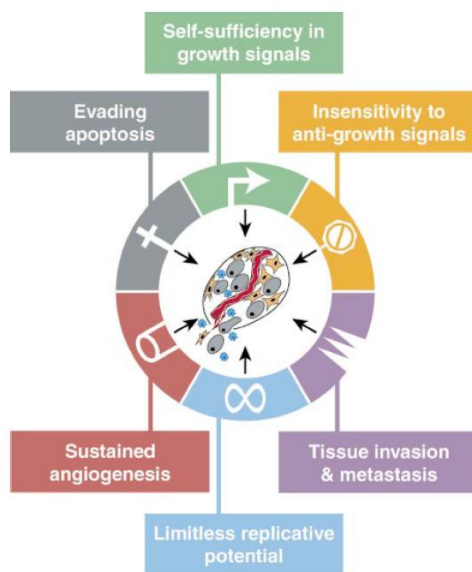 Self-sufficiency in
growth signals
Evading
apoptosis
Insensitivity to
anti-growth signals
Sustained
angiogenesis
Tissue invasion
& metastasis
Limitless replicative
potential